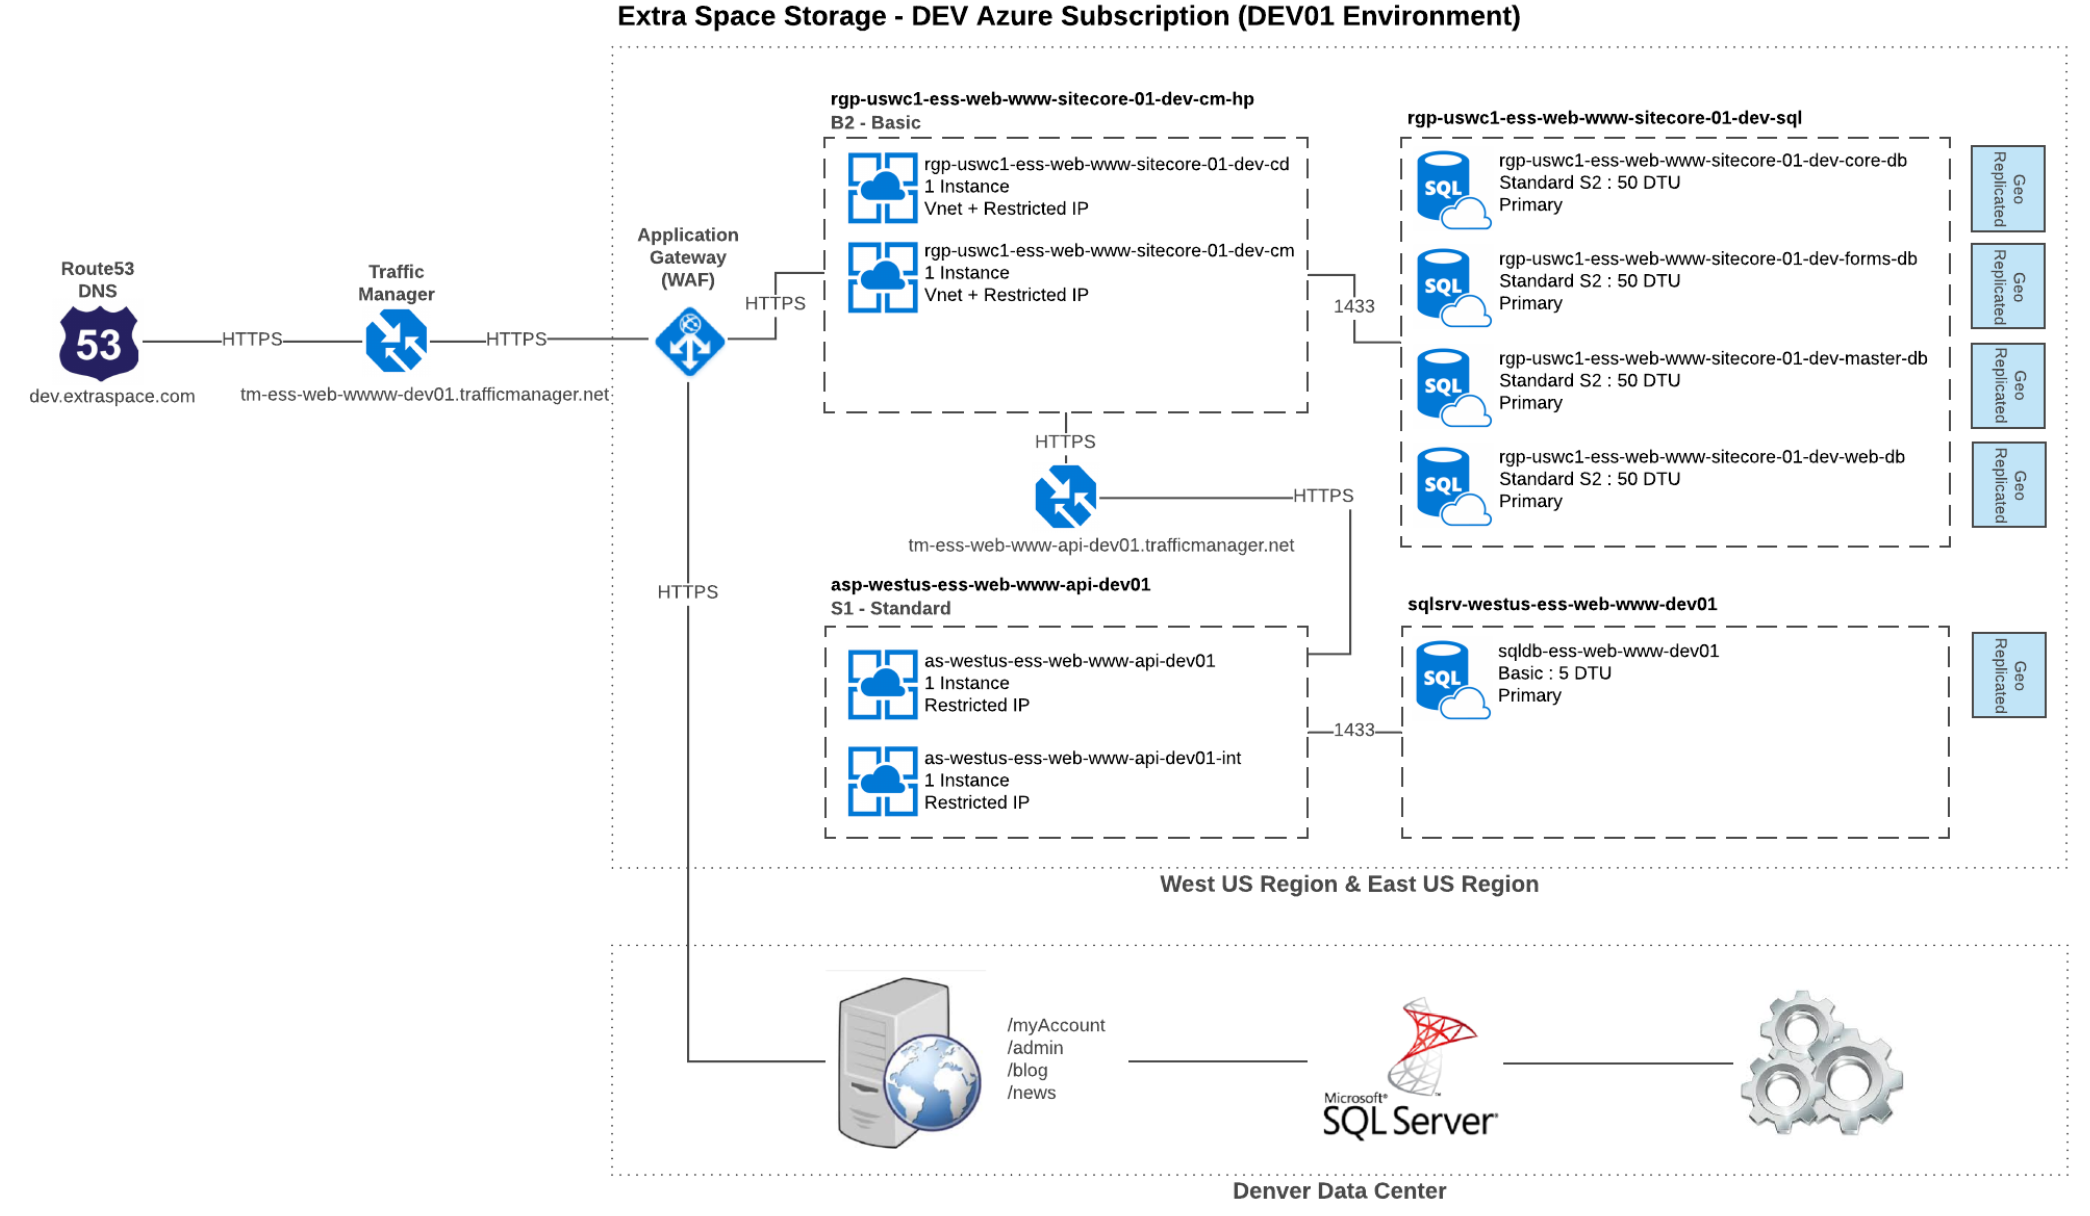 Extra Space Storage - DEV Azure Subscription (DEV01 Environment)
Route53
DNS
53
dev.extraspace.com
HTTPS
Traffic
Manager
tm-ess-web-wwww-dev01.trafficmanager.net
HTTPS
Application
Gateway
(WAF)
HTTPS
HTTPS
rgp-uswc1-ess-web-www-sitecore-01-dev-cm-hp
B2 - Basic
rgp-uswc1-ess-web-www-sitecore-01-dev-cd
1 Instance
Vnet + Restricted IP
rgp-uswc1-ess-web-www-sitecore-01-dev-cm
1 Instance
Vnet + Restricted IP
1433
rgp-uswc1-ess-web-www-sitecore-01-dev-sql
SQL
rgp-uswc1-ess-web-www-sitecore-01-dev-core-db
Standard S2 : 50 DTU
Primary
Geo
Replicated
SQL
rgp-uswc1-ess-web-www-sitecore-01-dev-forms-db
Standard S2 : 50 DTU
Primary
Geo
Replicated
SQL
rgp-uswc1-ess-web-www-sitecore-01-dev-master-db
Standard S2 : 50 DTU
Primary
Geo
Replicated
SQL
rgp-uswc1-ess-web-www-sitecore-01-dev-web-db
Standard S2 : 50 DTU
Primary
Geo
Replicated
HTTPS
HTTPS
tm-ess-web-www-api-dev01.trafficmanager.net
asp-westus-ess-web-www-api-dev01
S1 - Standard
as-westus-ess-web-www-api-dev01
1 Instance
Restricted IP
as-westus-ess-web-www-api-dev01-int
1 Instance
Restricted IP
1433
sqlsrv-westus-ess-web-www-dev01
SQL
sqldb-ess-web-www-dev01
Basic : 5 DTU
Primary
Geo
Replicated
West US Region & East US Region
/myAccount
/admin
/blog
/news
Microsoft®
SQL Server®
Denver Data Center